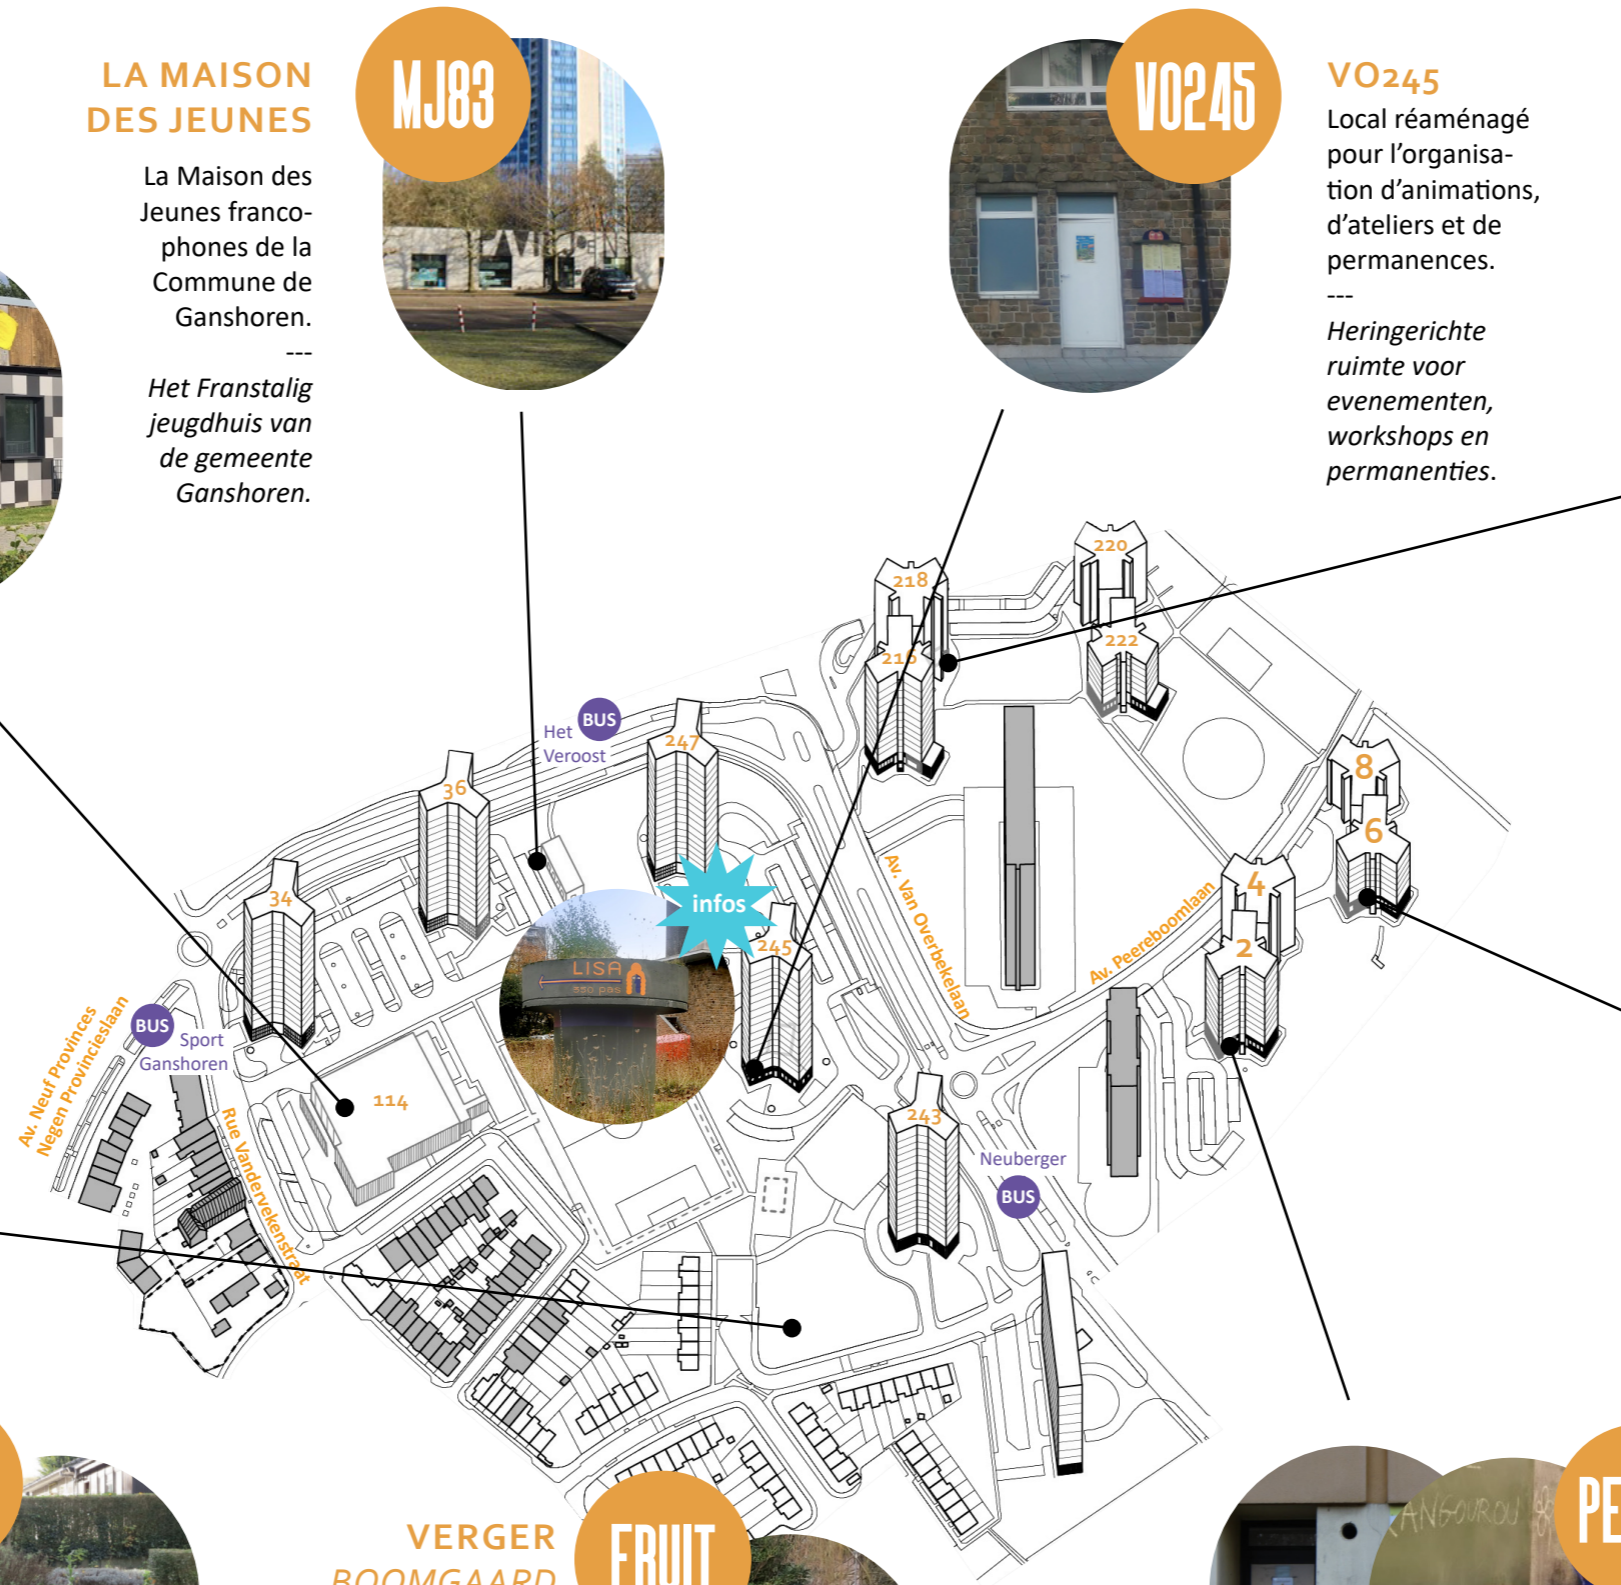 LA MAISON
DES JEUNES
La Maison des
Jeunes franco-
phones de la
Commune de
Ganshoren.
---
Het Franstalig
jeugdhuis van
de gemeente
Ganshoren.
MJ83
VO245
VO245
Local réaménagé
pour l'organisa-
tion d'animations,
d'ateliers et de
permanences.
---
Heringerichte
ruimte voor
evenementen,
workshops en
permanenties.
220
218
222
216
BUS
Het
Veroost
247
36
8
6
34
infos
4
2
245
LISA
350 pas
Av. Van Overbekelaan
Av. Peereboomlaan
Av. Neuf Provinces
Negen Provincieslaan
BUS
Sport
Ganshoren
114
Rue Vandervekenstraat
243
Neuberger
BUS
VERGER
BOOMGAARD
FRUIT
KANGOUROU
PE